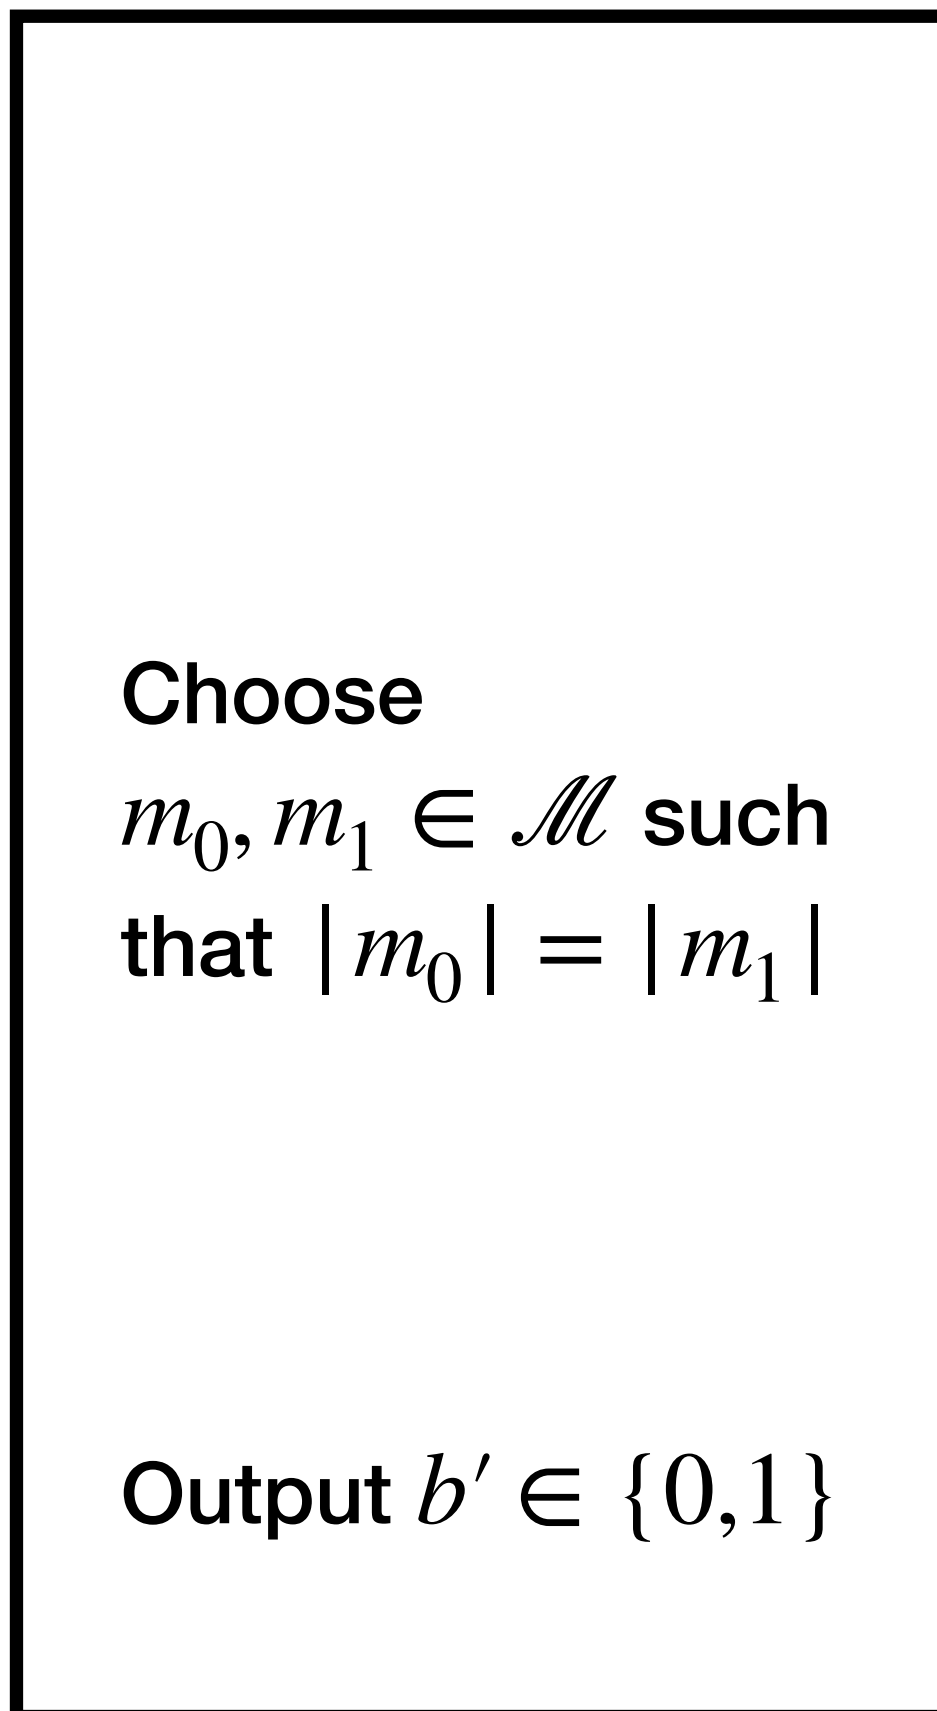 Choose
m₀, m₁ ∈ ℳ such
that |m₀| = |m₁|
Output b′ ∈ {0,1}